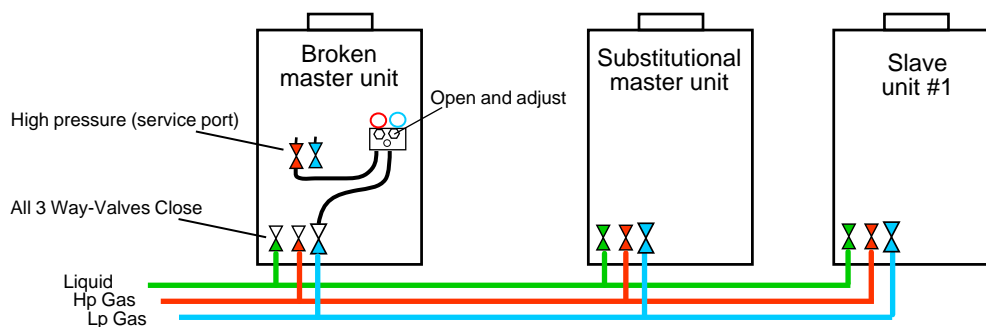 Broken
master unit
Substitutional
master unit
Slave
unit #1
Open and adjust
High pressure (service port)
All 3 Way-Valves Close
Liquid
Hp Gas
Lp Gas